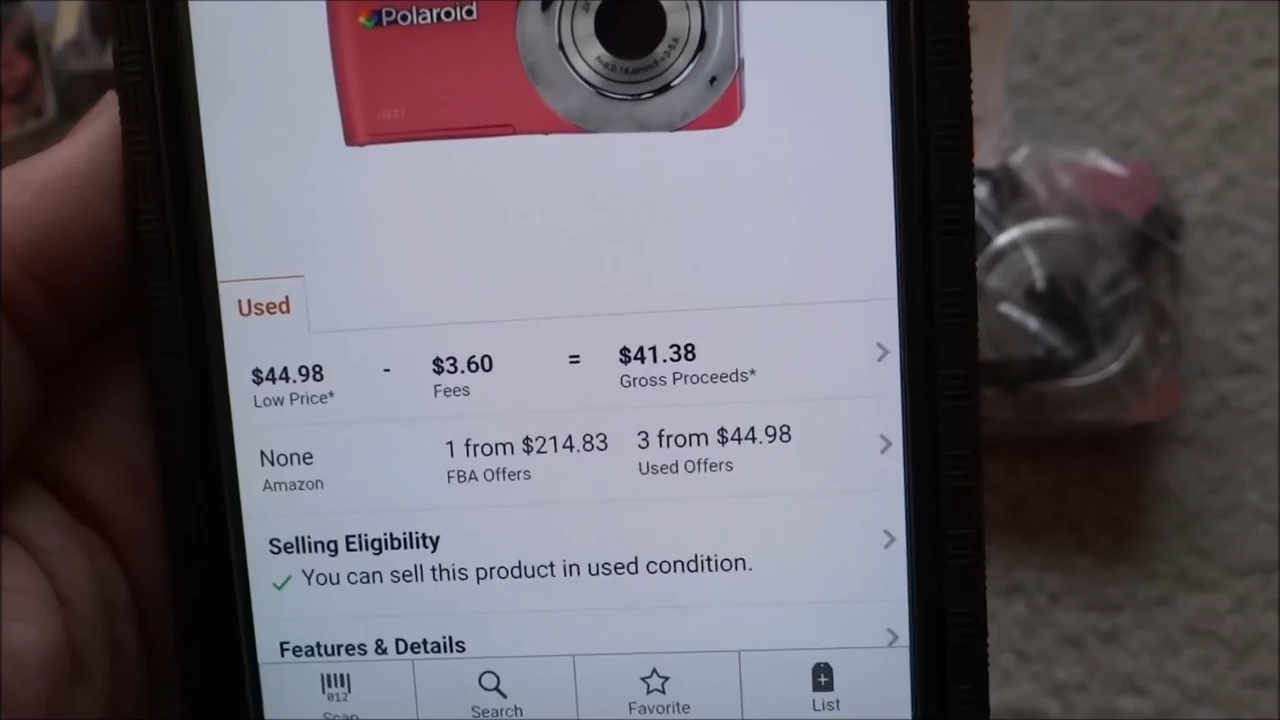 Polaroid
Used
$44.98 - $3.60 = $41.38
Low Price* Fees Gross Proceeds*
None 1 from $214.83 3 from $44.98
Amazon FBA Offers Used Offers
Selling Eligibility
You can sell this product in used condition.
Features & Details
012
Scan Search Favorite List